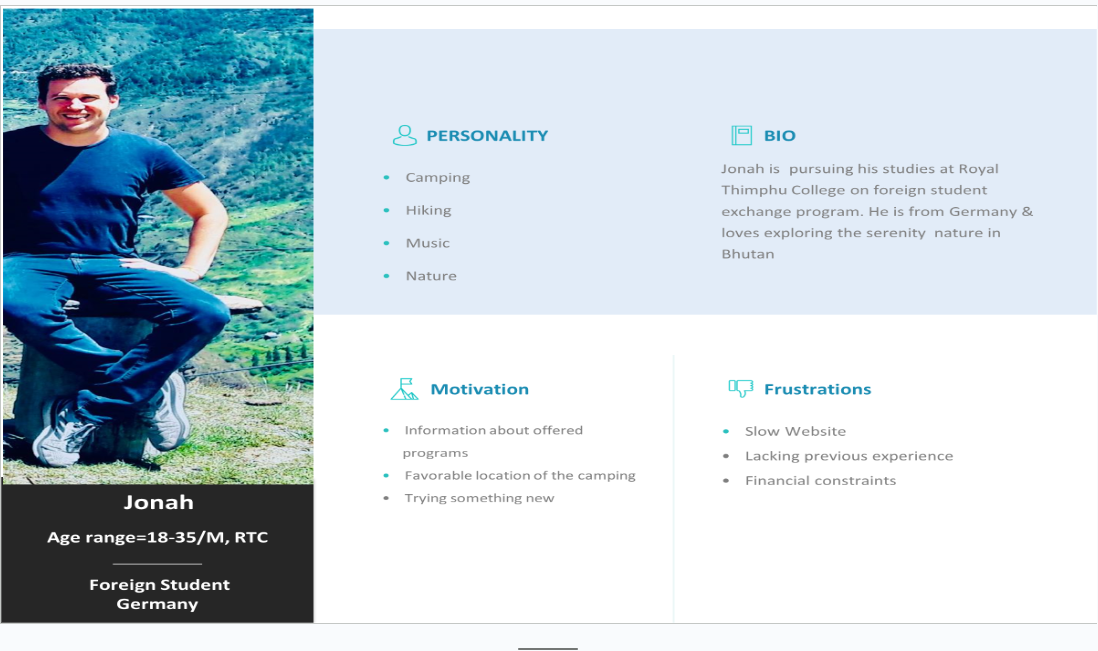 PERSONALITY
• Camping
• Hiking
• Music
• Nature
BIO
Jonah is pursuing his studies at Royal
Thimphu College on foreign student
exchange program. He is from Germany &
loves exploring the serenity nature in
Bhutan
Motivation
• Information about offered
programs
• Favorable location of the camping
• Trying something new
Frustrations
• Slow Website
• Lacking previous experience
• Financial constraints
Jonah
Age range=18-35/M, RTC
Foreign Student
Germany